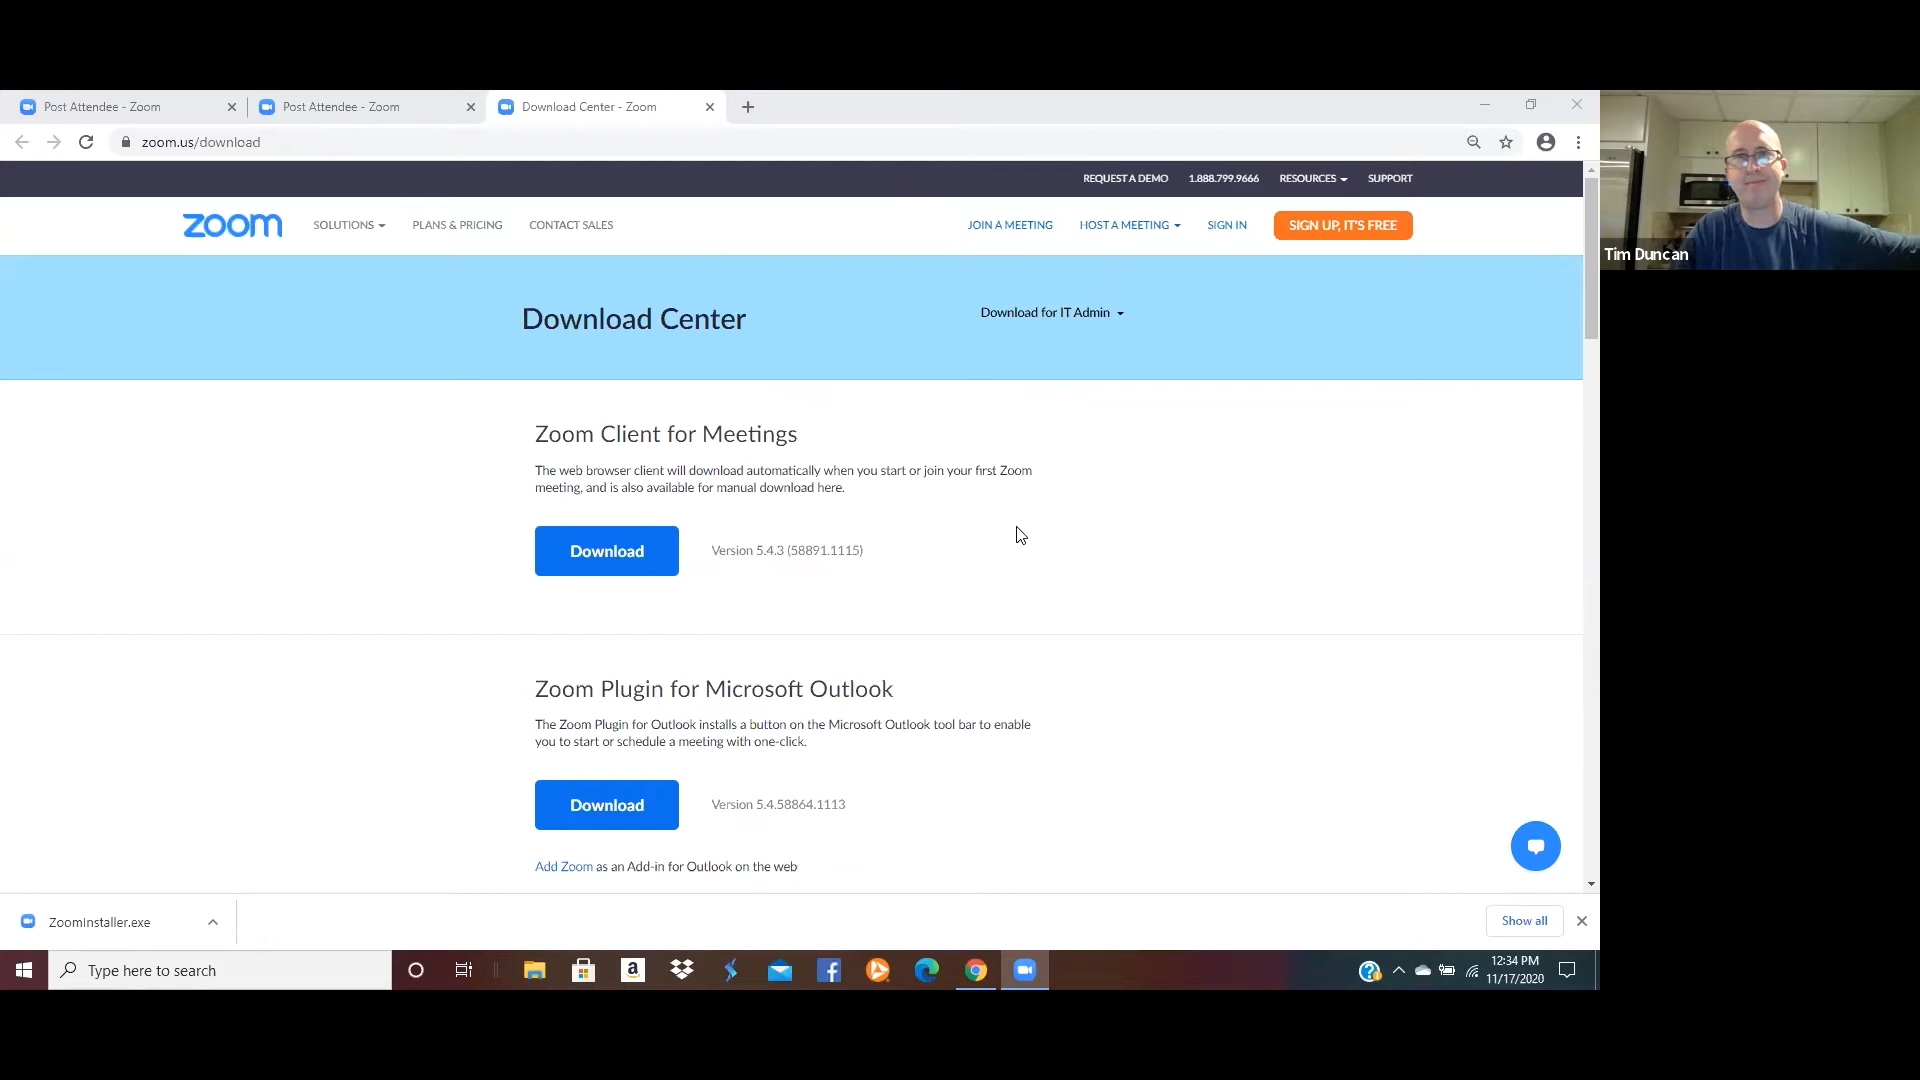 Post Attendee - Zoom
Post Attendee - Zoom
Download Center - Zoom
zoom.us/download
REQUEST A DEMO 1.888.799.9666 RESOURCES SUPPORT
zoom SOLUTIONS PLANS & PRICING CONTACT SALES JOIN A MEETING HOST A MEETING SIGN IN SIGN UP, IT'S FREE
Tim Duncan
Download Center
Download for IT Admin
Zoom Client for Meetings
The web browser client will download automatically when you start or join your first Zoom
meeting, and is also available for manual download here.
Download Version 5.4.3 (58891.1115)
Zoom Plugin for Microsoft Outlook
The Zoom Plugin for Outlook installs a button on the Microsoft Outlook tool bar to enable
you to start or schedule a meeting with one-click.
Download Version 5.4.58864.1113
Add Zoom as an Add-in for Outlook on the web
ZoomInstaller.exe
Show all
Type here to search
12:34 PM
11/17/2020